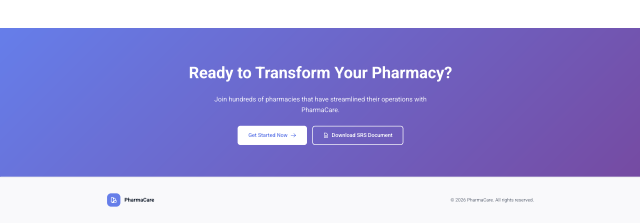 Ready to Transform Your Pharmacy?
Join hundreds of pharmacies that have streamlined their operations with
PharmaCare.
Get Started Now →
Download SRS Document
PharmaCare
© 2026 PharmaCare. All rights reserved.